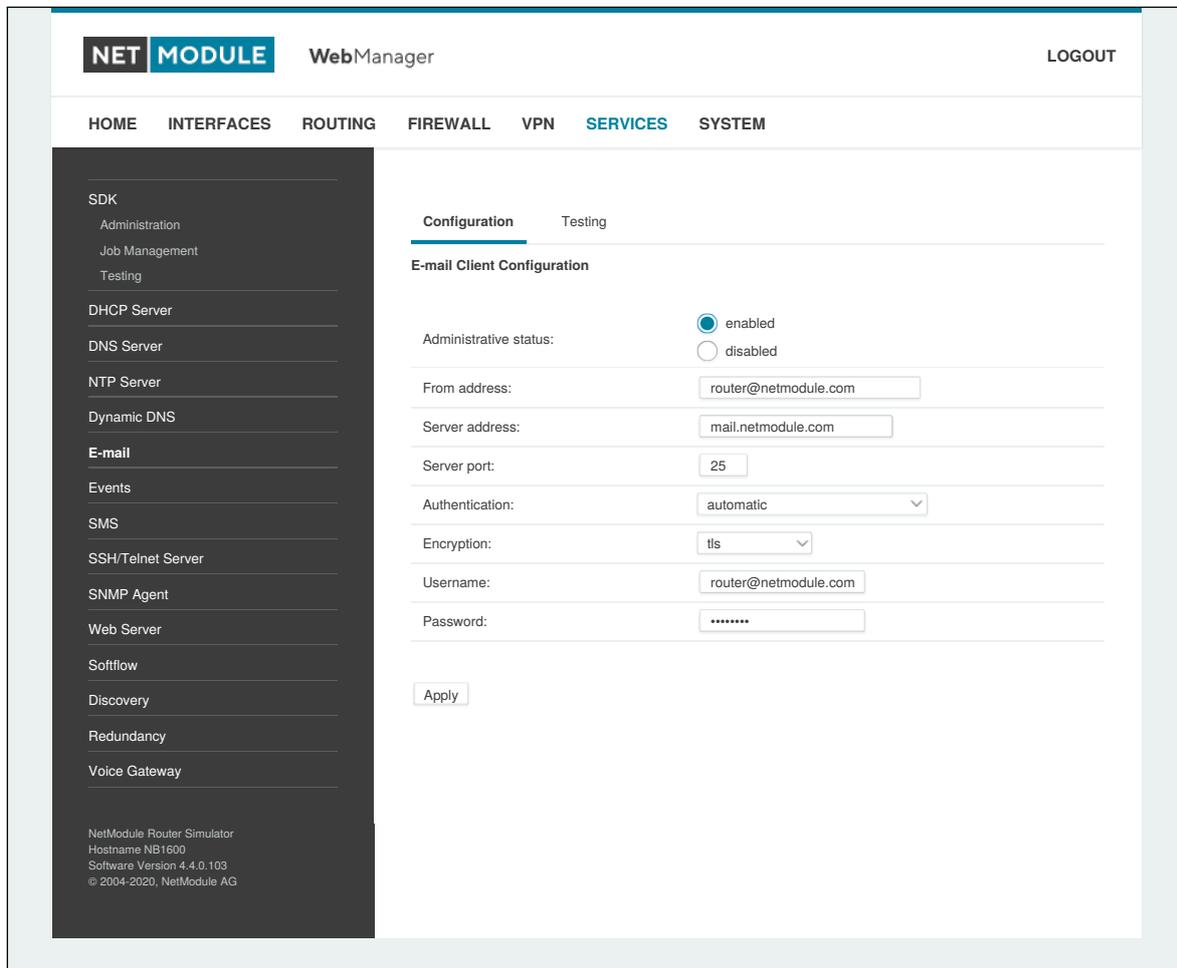 NET MODULE WebManager LOGOUT
HOME INTERFACES ROUTING FIREWALL VPN SERVICES SYSTEM
SDK
Administration
Job Management
Testing
DHCP Server
DNS Server
NTP Server
Dynamic DNS
E-mail
Events
SMS
SSH/Telnet Server
SNMP Agent
Web Server
Softflow
Discovery
Redundancy
Voice Gateway
NetModule Router Simulator
Hostname NB1600
Software Version 4.4.0.103
© 2004-2020, NetModule AG
Configuration Testing
E-mail Client Configuration
Administrative status:
enabled
disabled
From address: router@netmodule.com
Server address: mail.netmodule.com
Server port: 25
Authentication: automatic
Encryption: tls
Username: router@netmodule.com
Password: ••••••••
Apply